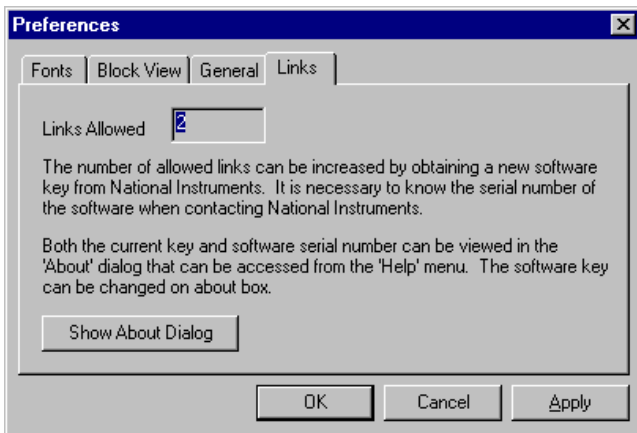 Preferences
Fonts Block View General Links
Links Allowed 2
The number of allowed links can be increased by obtaining a new software
key from National Instruments. It is necessary to know the serial number of
the software when contacting National Instruments.
Both the current key and software serial number can be viewed in the
'About' dialog that can be accessed from the 'Help' menu. The software key
can be changed on about box.
Show About Dialog
OK Cancel Apply